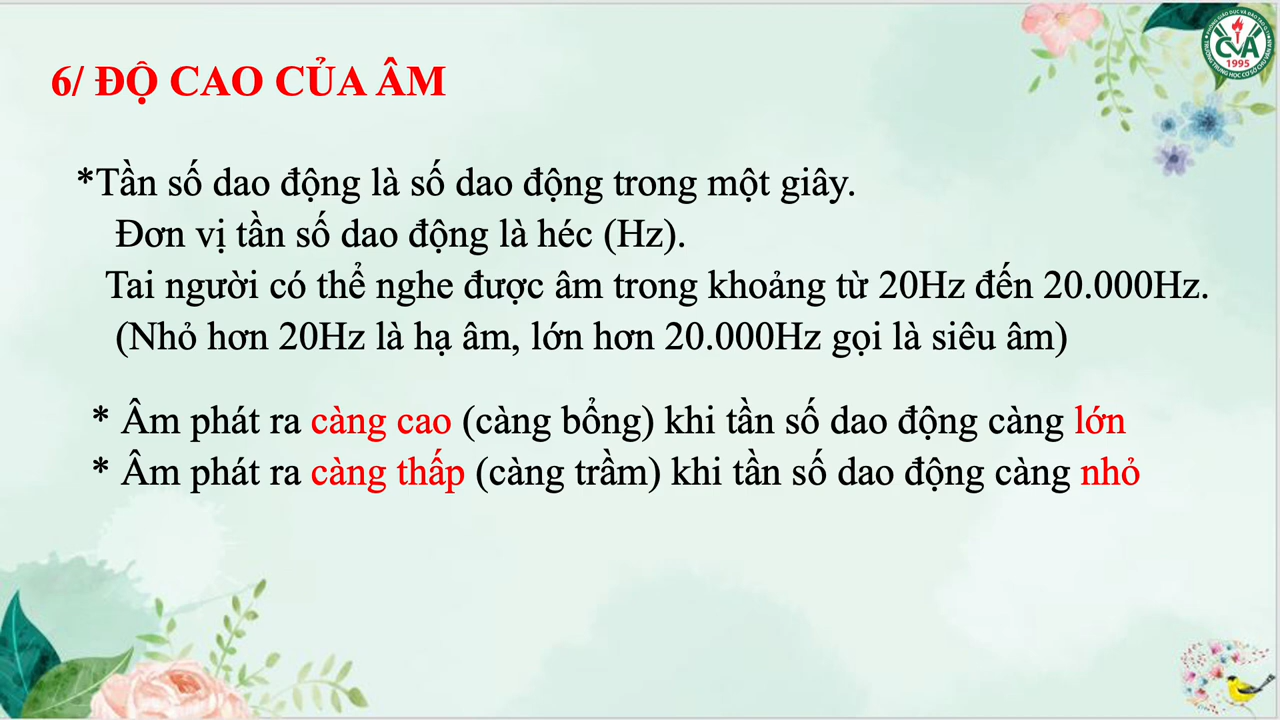 6/ ĐỘ CAO CỦA ÂM
*Tần số dao động là số dao động trong một giây.
Đơn vị tần số dao động là héc (Hz).
Tai người có thể nghe được âm trong khoảng từ 20Hz đến 20.000Hz.
(Nhỏ hơn 20Hz là hạ âm, lớn hơn 20.000Hz gọi là siêu âm)
* Âm phát ra càng cao (càng bổng) khi tần số dao động càng lớn
* Âm phát ra càng thấp (càng trầm) khi tần số dao động càng nhỏ
CVA
1995